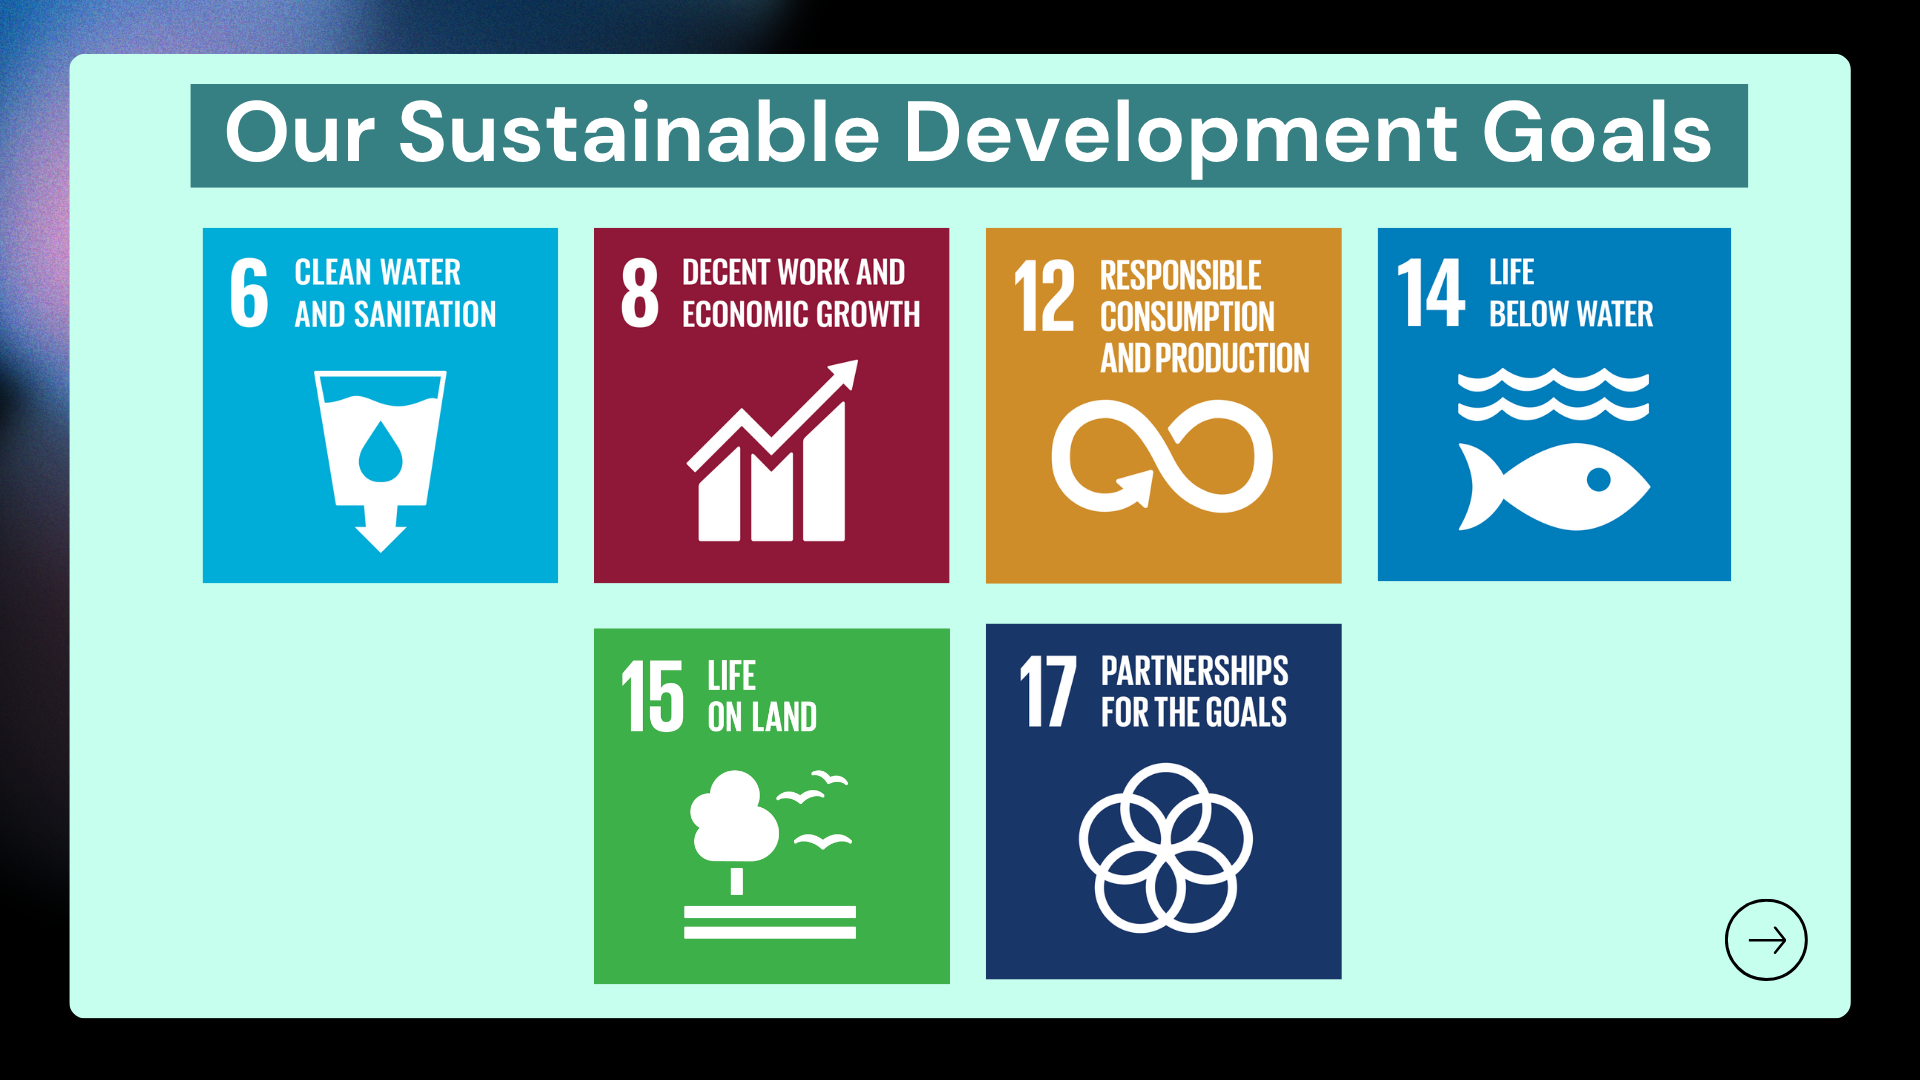 Our Sustainable Development Goals
6 CLEAN WATER
AND SANITATION
8 DECENT WORK AND
ECONOMIC GROWTH
12 RESPONSIBLE
CONSUMPTION
AND PRODUCTION
14 LIFE
BELOW WATER
15 LIFE
ON LAND
17 PARTNERSHIPS
FOR THE GOALS